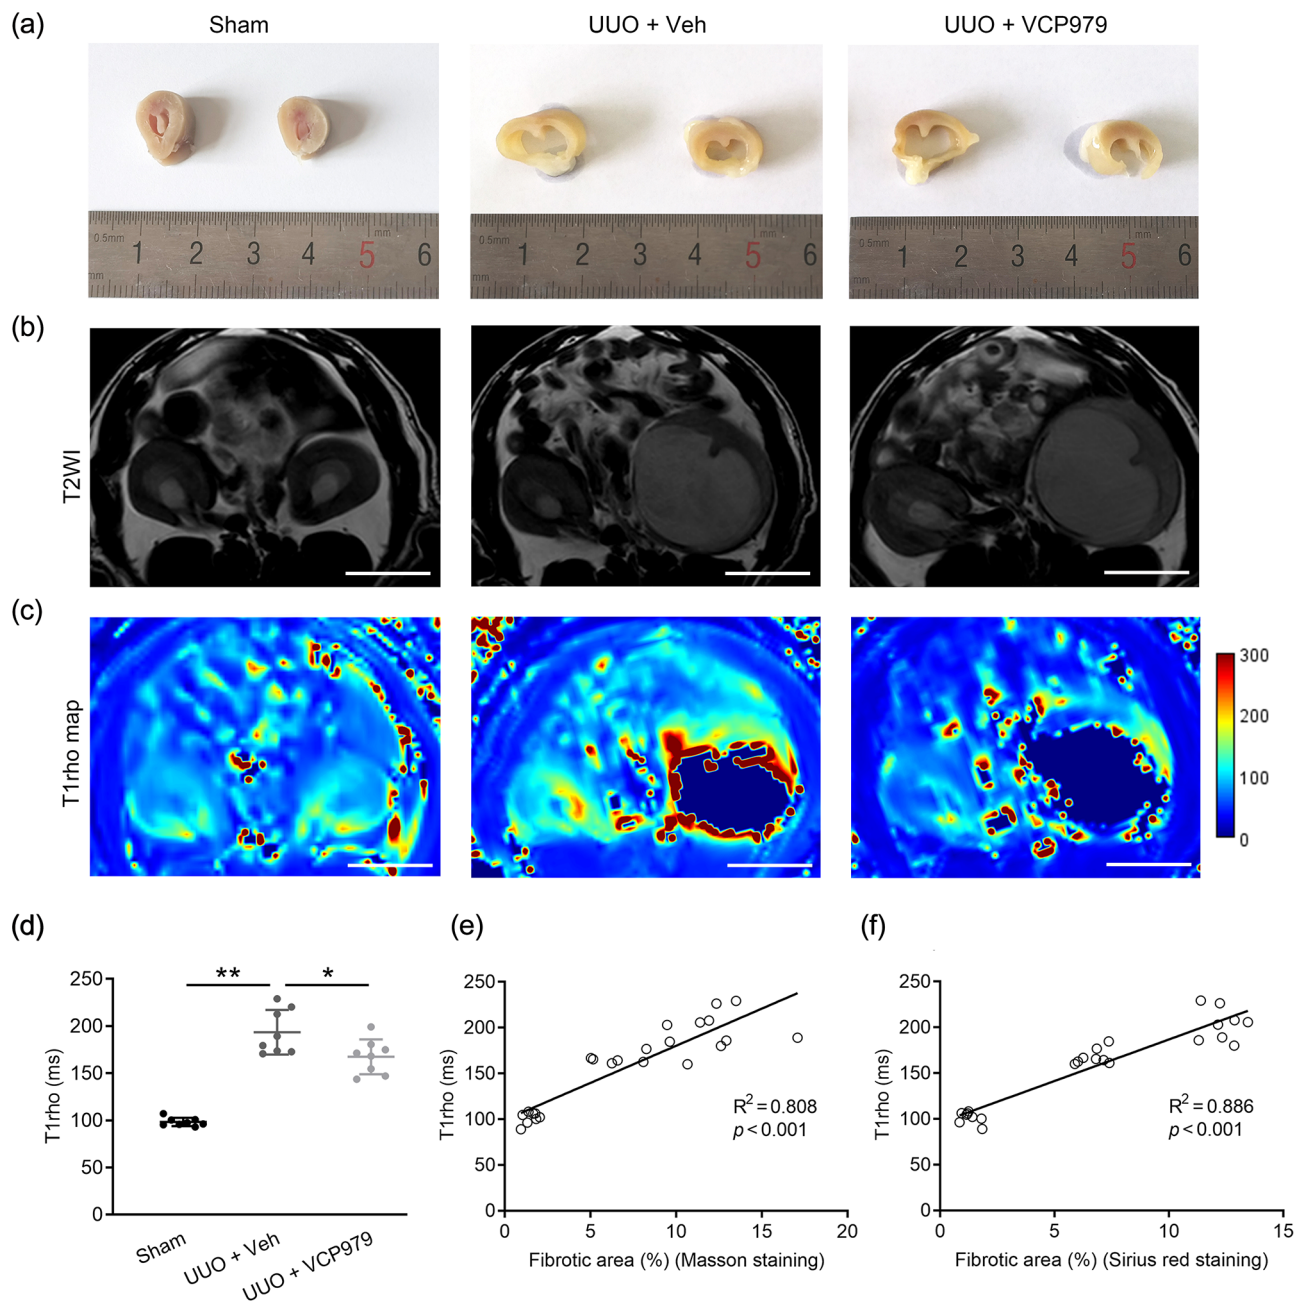 (a)
Sham
UUO + Veh
UUO + VCP979
0.5mm
1 2 3 4 5 6
mm
mm
0.5mm
1 2 3 4 5 6
mm
mm
0.5mm
1 2 3 4 5 6
mm
mm
(b)
T2WI
(c)
T1rho map
300
200
100
0
(d)
**
*
250
200
150
100
50
0
T1rho (ms)
Sham
UUO + Veh
UUO + VCP979
(e)
250
200
150
100
50
0
T1rho (ms)
R2 = 0.808
p < 0.001
0 5 10 15 20
Fibrotic area (%) (Masson staining)
(f)
250
200
150
100
50
0
T1rho (ms)
R2 = 0.886
p < 0.001
0 5 10 15
Fibrotic area (%) (Sirius red staining)